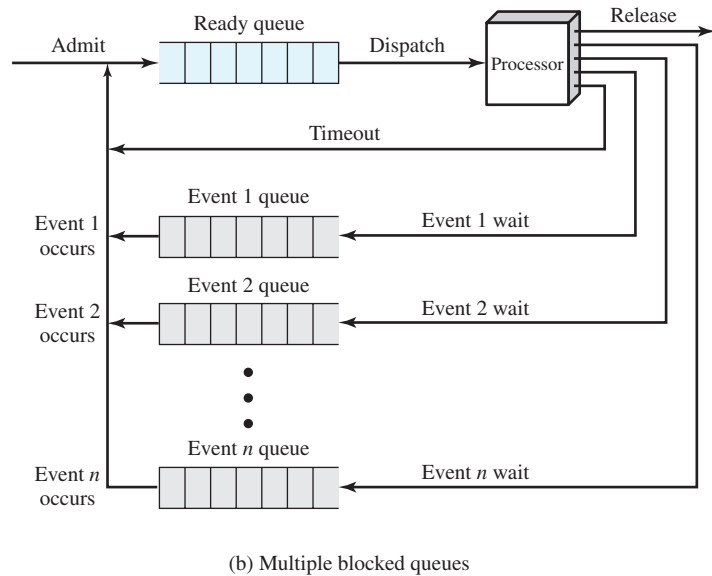 Admit
Ready queue
Dispatch
Processor
Release
Timeout
Event 1 queue
Event 1
occurs
Event 1 wait
Event 2 queue
Event 2
occurs
Event 2 wait
Event n queue
Event n
occurs
Event n wait
(b) Multiple blocked queues